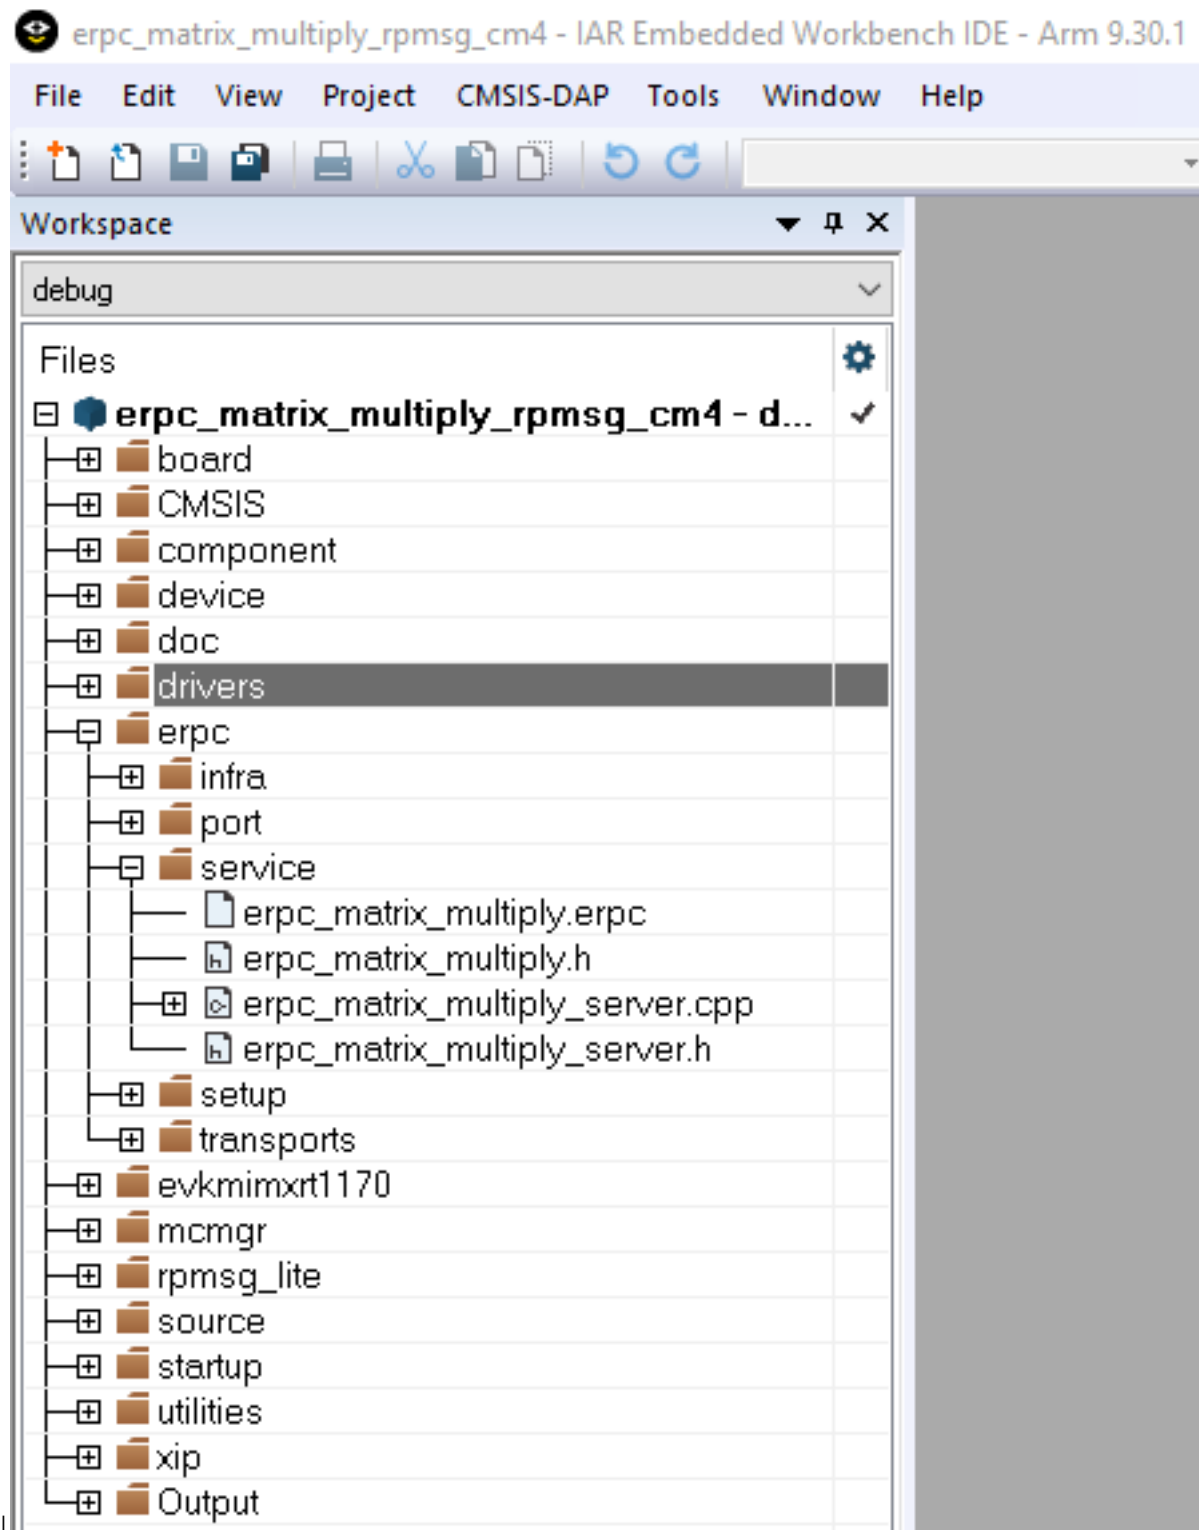 erpc_matrix_multiply_rpmsg_cm4 - IAR Embedded Workbench IDE - Arm 9.30.1
File Edit View Project CMSIS-DAP Tools Window Help
Workspace
debug
Files
erpc_matrix_multiply_rpmsg_cm4 - d...
board
CMSIS
component
device
doc
drivers
erpc
infra
port
service
erpc_matrix_multiply.erpc
erpc_matrix_multiply.h
erpc_matrix_multiply_server.cpp
erpc_matrix_multiply_server.h
setup
transports
evkmimxrt1170
mcmgr
rpmsg_lite
source
startup
utilities
xip
Output